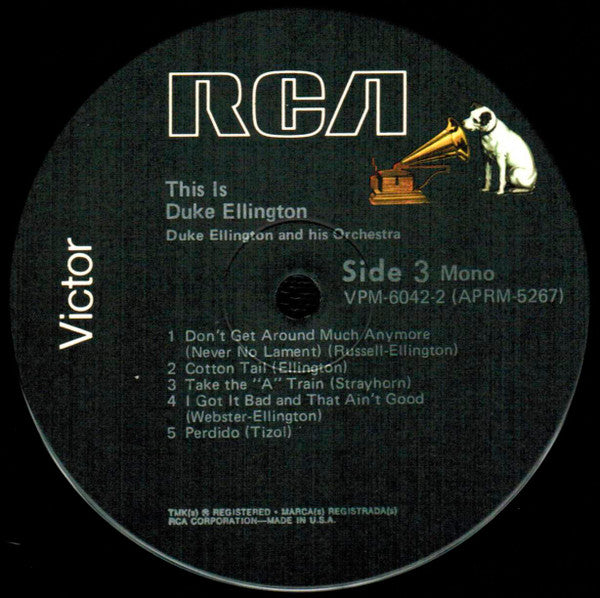 RCA
This Is
Duke Ellington
Duke Ellington and his Orchestra
Victor
Side 3 Mono
VPM-6042-2 (APRM-5267)
1 Don't Get Around Much Anymore
(Never No Lament) (Russell-Ellington)
2 Cotton Tail (Ellington)
3 Take the "A" Train (Strayhorn)
4 I Got It Bad and That Ain't Good
(Webster-Ellington)
5 Perdido (Tizol)
TMK(s) ® REGISTERED • MARCA(s) REGISTRADA(s)
RCA CORPORATION—MADE IN U.S.A.